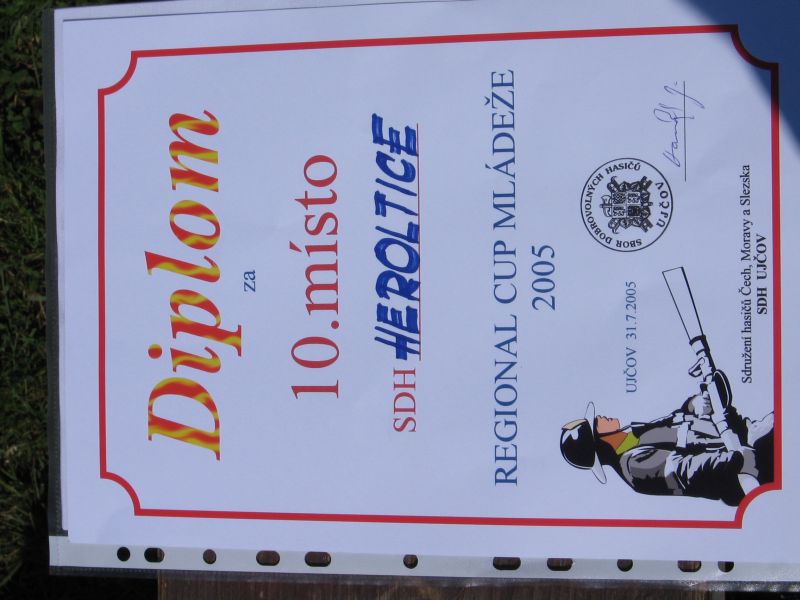 Diplom
za
10.místo
SDH HEROLTICE
REGIONAL CUP MLÁDEŽE
2005
UJČOV 31.7.2005
SBOR DOBROVOLNÝCH HASIČŮ
UJČOV
Sdružení hasičů Čech, Moravy a Slezska
SDH UJČOV